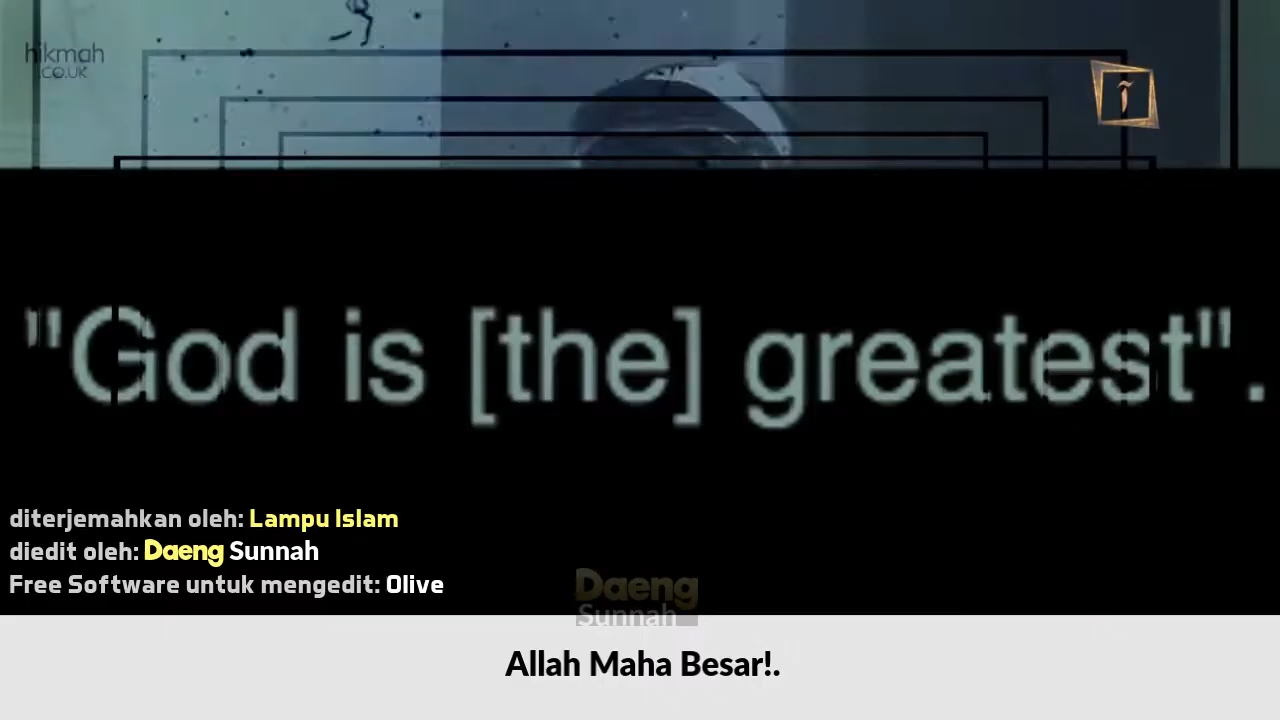 hikmah
.CO.UK
"God is [the] greatest".
diterjemahkan oleh: Lampu Islam
diedit oleh: Daeng Sunnah
Free Software untuk mengedit: Olive
Daeng
Sunnah
Allah Maha Besar!.